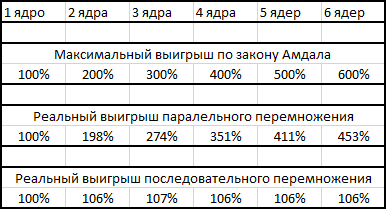 1 ядро 2 ядра 3 ядра 4 ядра 5 ядер 6 ядер
Максимальный выигрыш по закону Амдала
100% 200% 300% 400% 500% 600%
Реальный выигрыш паралельного перемножения
100% 198% 274% 351% 411% 453%
Реальный выигрыш последовательного перемножения
100% 106% 107% 106% 106% 106%